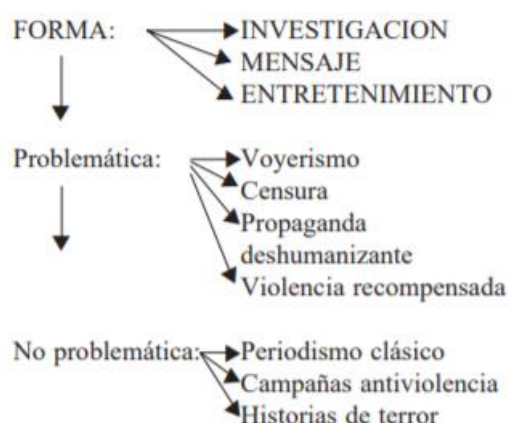 FORMA: INVESTIGACION
MENSAJE
ENTRETENIMIENTO
Problemática: Voyerismo
Censura
Propaganda
deshumanizante
Violencia recompensada
No problemática: Periodismo clásico
Campañas antiviolencia
Historias de terror